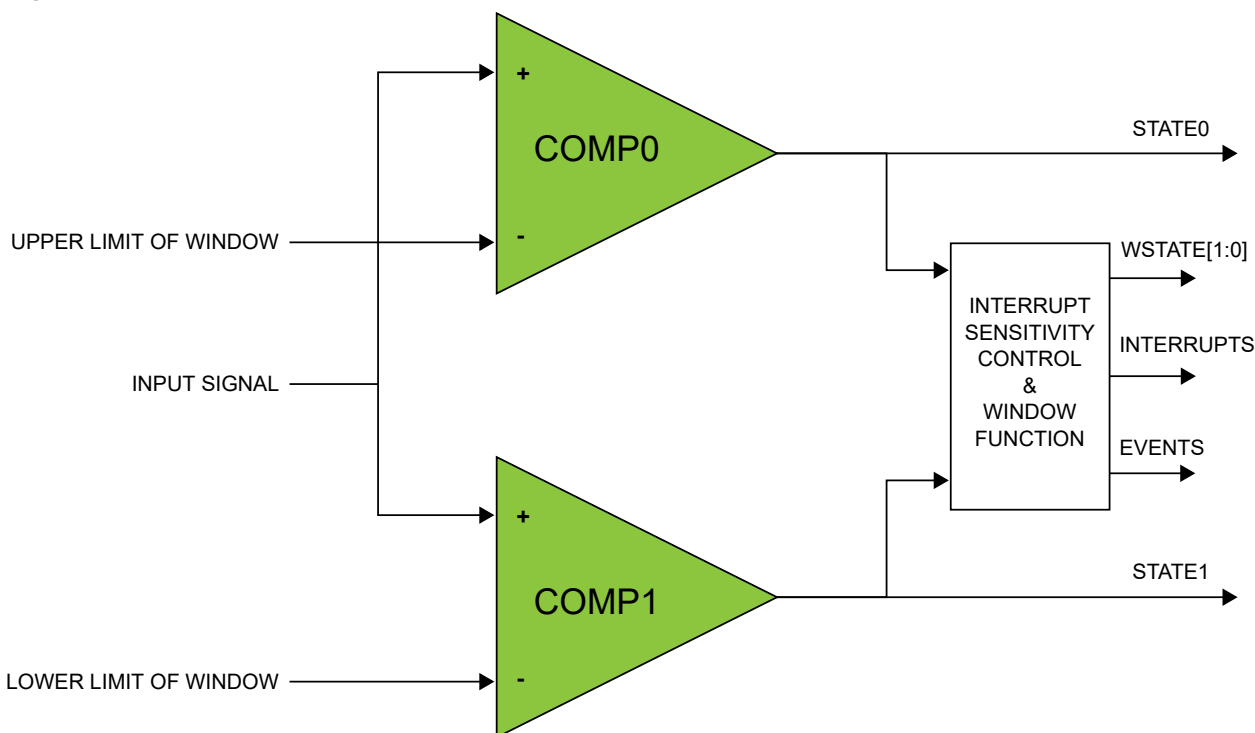 +
COMP0
STATE0
UPPER LIMIT OF WINDOW
-
WSTATE[1:0]
INTERRUPT
SENSITIVITY
CONTROL
&
WINDOW
FUNCTION
INTERRUPTS
INPUT SIGNAL
EVENTS
+
COMP1
STATE1
LOWER LIMIT OF WINDOW
-